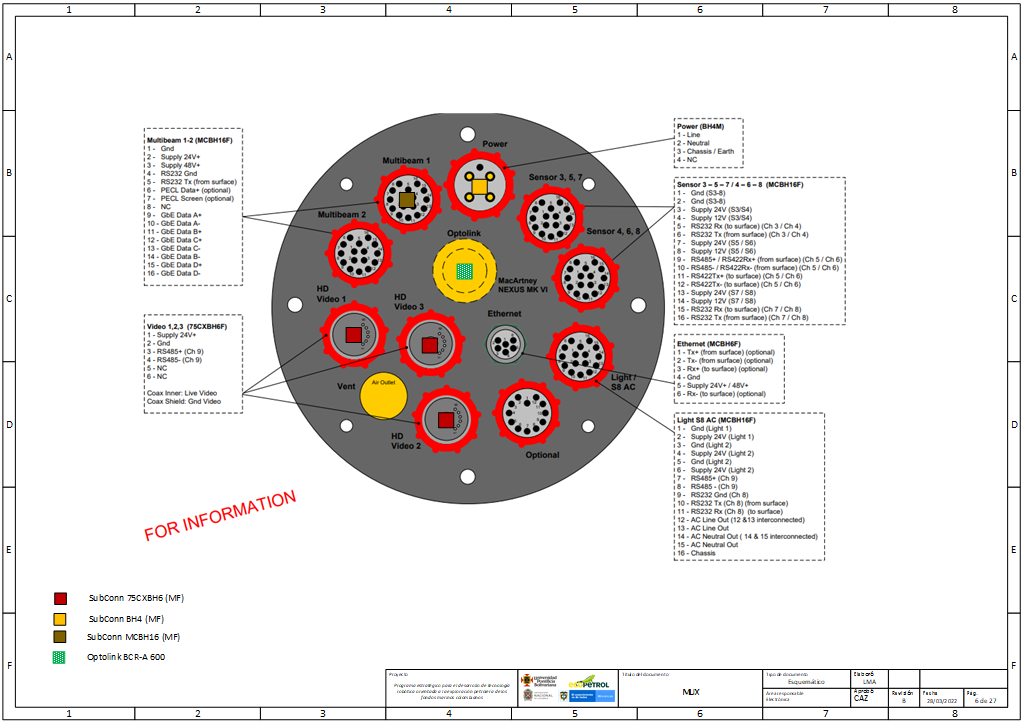 1 2 3 4 5 6 7 8
A A
B B
C C
D D
E E
F F
Multibeam 1-2 (MCBH16F)
1 - Gnd
2 - Supply 24V+
3 - Supply 48V+
4 - RS232 Gnd
5 - RS232 Tx (from surface)
6 - PECL Data+ (optional)
7 - PECL Screen (optional)
8 - NC
9 - GbE Data A+
10 - GbE Data A-
11 - GbE Data B+
12 - GbE Data C+
13 - GbE Data C-
14 - GbE Data B-
15 - GbE Data D+
16 - GbE Data D-
Video 1,2,3 (75CXBH6F)
1 - Supply 24V+
2 - Gnd
3 - RS485+ (Ch 9)
4 - RS485- (Ch 9)
5 - NC
6 - NC
Coax Inner: Live Video
Coax Shield: Gnd Video
Power
Multibeam 1
Sensor 3, 5, 7
Multibeam 2
Optolink
Sensor 4, 6, 8
MacArtney
NEXUS MK VI
HD
Video 1
HD
Video 3
Ethernet
Vent
Air Outlet
Light /
S8 AC
HD
Video 2
Optional
Power (BH4M)
1 - Line
2 - Neutral
3 - Chassis / Earth
4 - NC
Sensor 3 – 5 – 7 / 4 – 6 – 8 (MCBH16F)
1 - Gnd (S3-8)
2 - Gnd (S3-8)
3 - Supply 24V (S3/S4)
4 - Supply 12V (S3/S4)
5 - RS232 Rx (to surface) (Ch 3 / Ch 4)
6 - RS232 Tx (from surface) (Ch 3 / Ch 4)
7 - Supply 24V (S5 / S6)
8 - Supply 12V (S5 / S6)
9 - RS485+ / RS422Rx+ (from surface) (Ch 5 / Ch 6)
10 - RS485- / RS422Rx- (from surface) (Ch 5 / Ch 6)
11 - RS422Tx+ (to surface) (Ch 5 / Ch 6)
12 - RS422Tx- (to surface) (Ch 5 / Ch 6)
13 - Supply 24V (S7 / S8)
14 - Supply 12V (S7 / S8)
15 - RS232 Rx (to surface) (Ch 7 / Ch 8)
16 - RS232 Tx (from surface) (Ch 7 / Ch 8)
Ethernet (MCBH6F)
1 - Tx+ (from surface) (optional)
2 - Tx- (from surface) (optional)
3 - Rx+ (to surface) (optional)
4 - Gnd
5 - Supply 24V+ / 48V+
6 - Rx- (to surface) (optional)
Light S8 AC (MCBH16F)
1 - Gnd (Light 1)
2 - Supply 24V (Light 1)
3 - Gnd (Light 2)
4 - Supply 24V (Light 2)
5 - Gnd (Light 2)
6 - Supply 24V (Light 2)
7 - RS485+ (Ch 9)
8 - RS485 - (Ch 9)
9 - RS232 Gnd (Ch 8)
10 - RS232 Tx (Ch 8) (from surface)
11 - RS232 Rx (Ch 8) (to surface)
12 - AC Line Out (12 &13 interconnected)
13 - AC Line Out
14 - AC Neutral Out ( 14 & 15 interconnected)
15 - AC Neutral Out
16 - Chassis
FOR INFORMATION
SubConn 75CXBH6 (MF)
SubConn BH4 (MF)
SubConn MCBH16 (MF)
Optolink BCR-A 600
Proyecto
Programa estratégico para el desarrollo de tecnología
robótica orientada a la exploración petrolera de los
fondos marinos colombianos
Universidad
Pontificia
Bolivariana
ecoPETROL
NACIONAL
Título del documento
MUX
Tipo de documento
Esquemático
Área responsable
Electrónica
Elaboró
LMA
Aprobó
CAZ
Revisión
B
Fecha
28/03/2022
Pág.
6 de 27
1 2 3 4 5 6 7 8